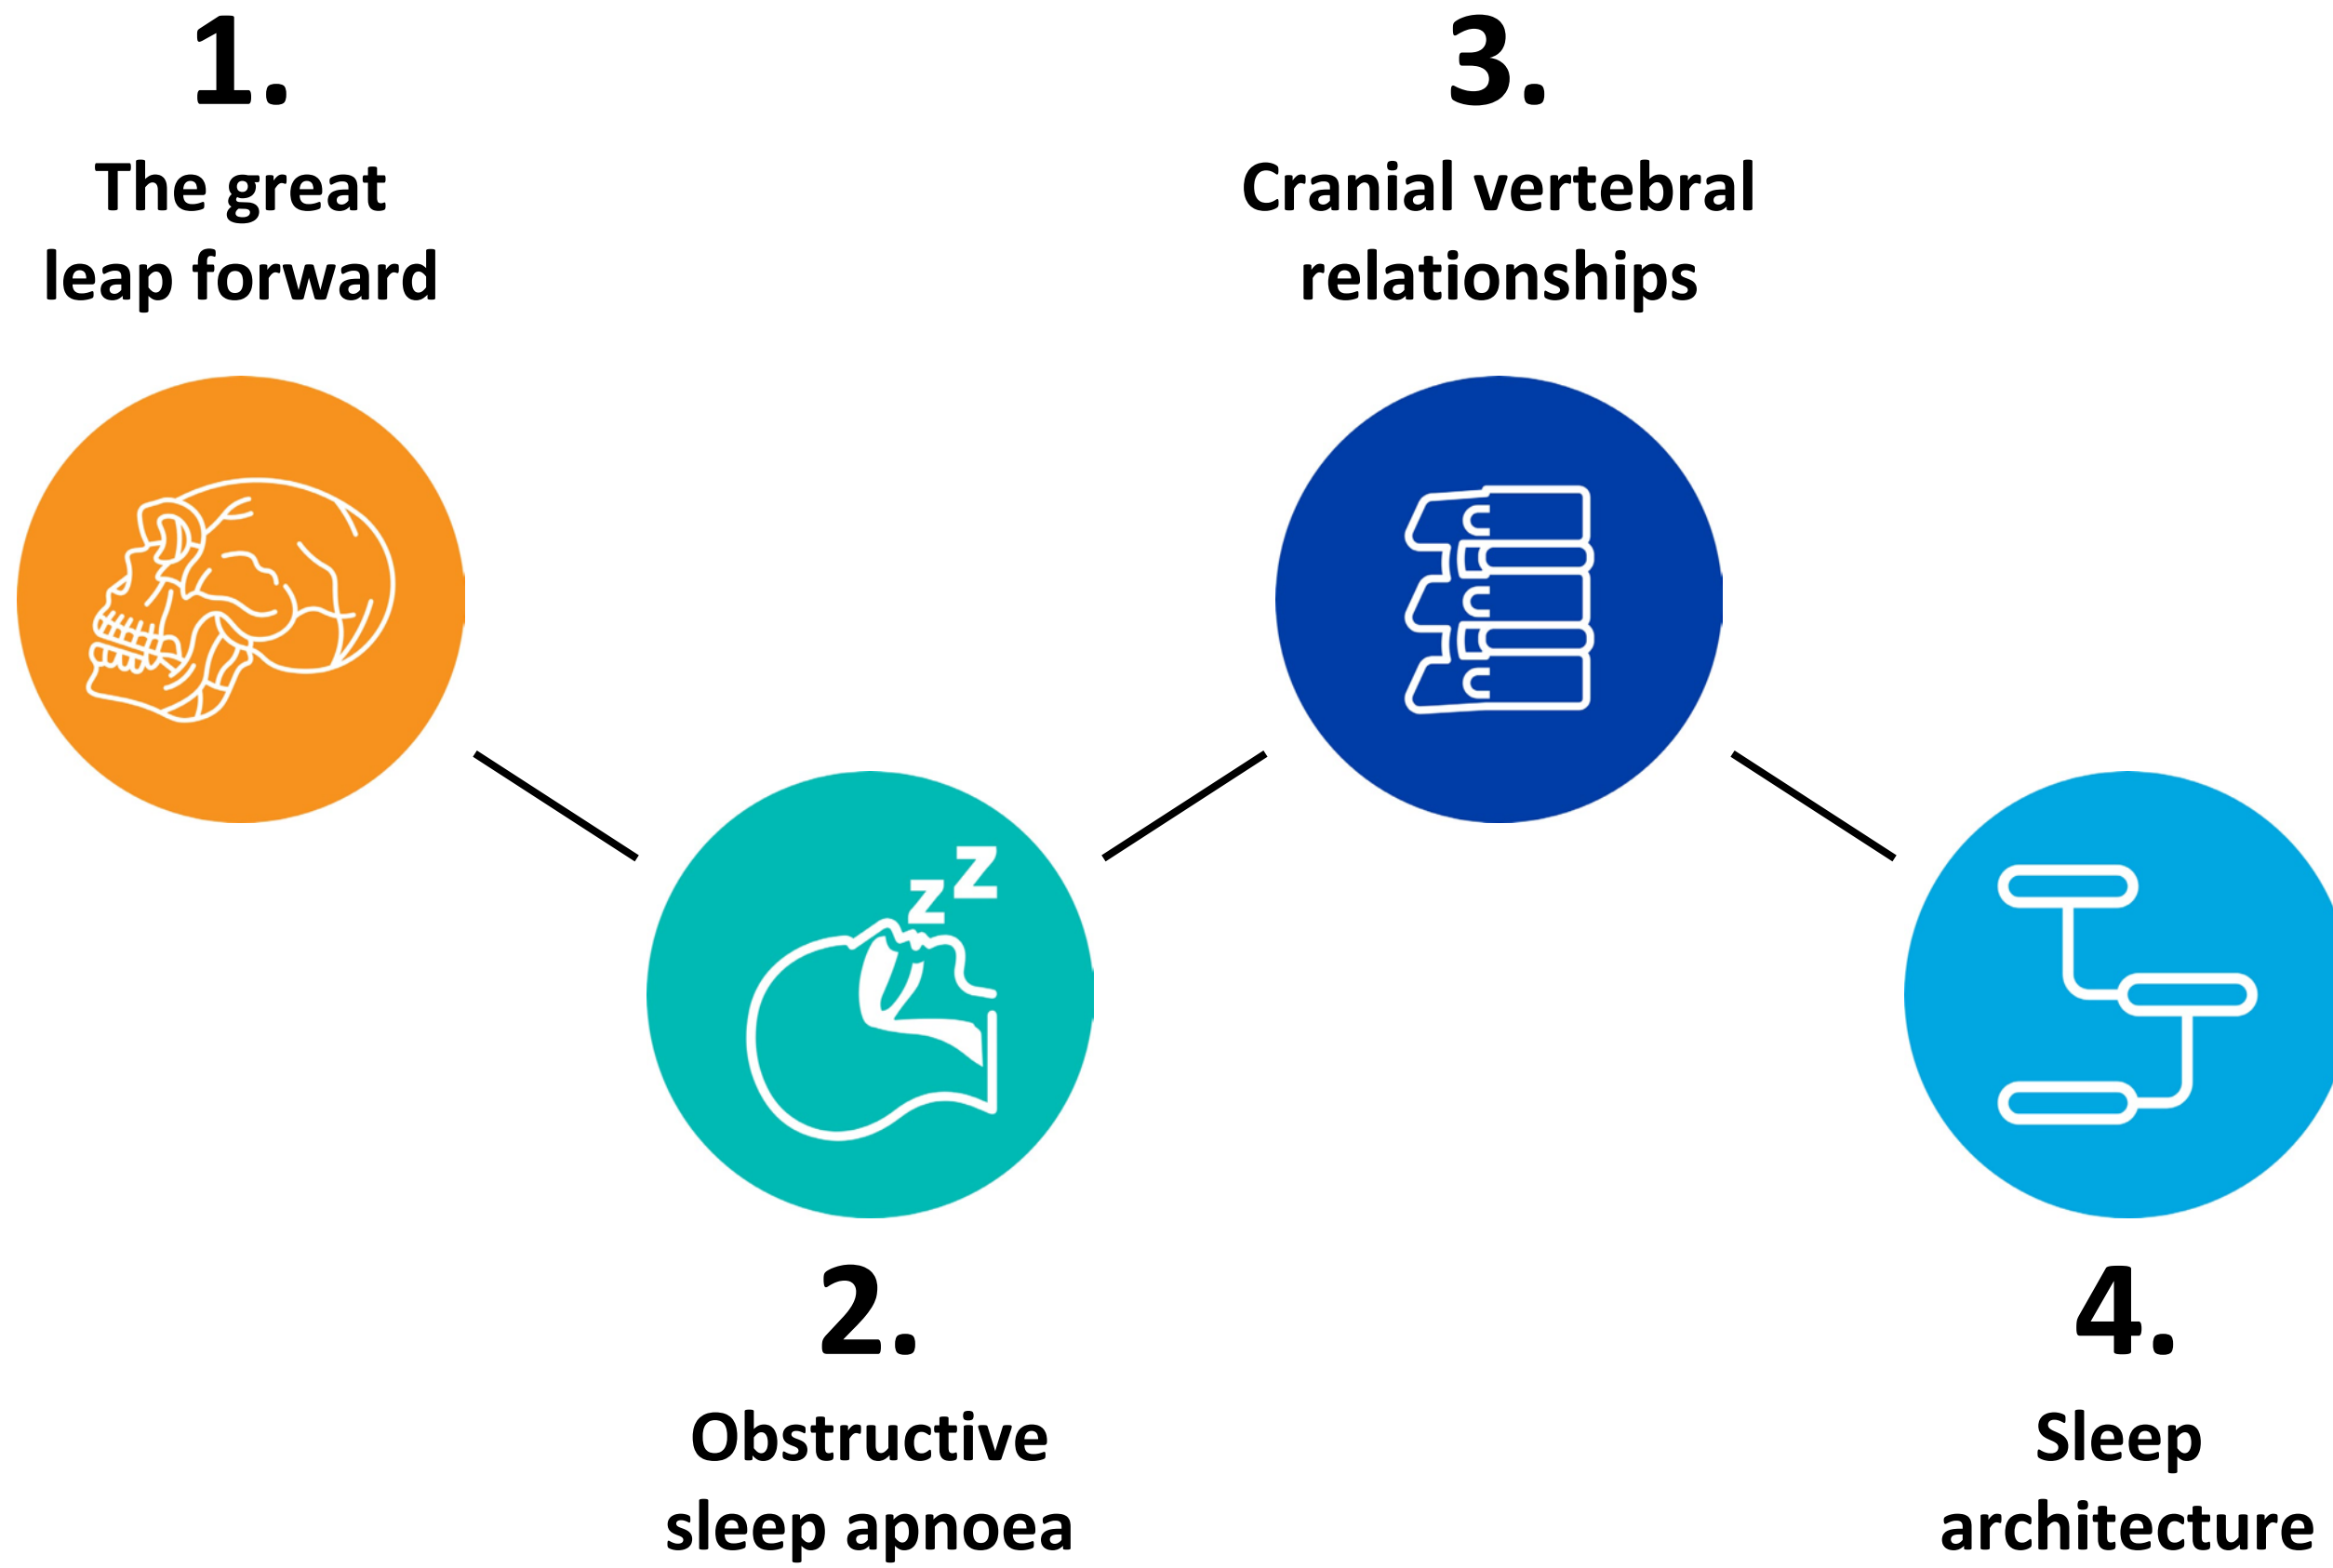 1.
The great
leap forward
z z
2.
Obstructive
sleep apnoea
3.
Cranial vertebral
relationships
4.
Sleep
architecture